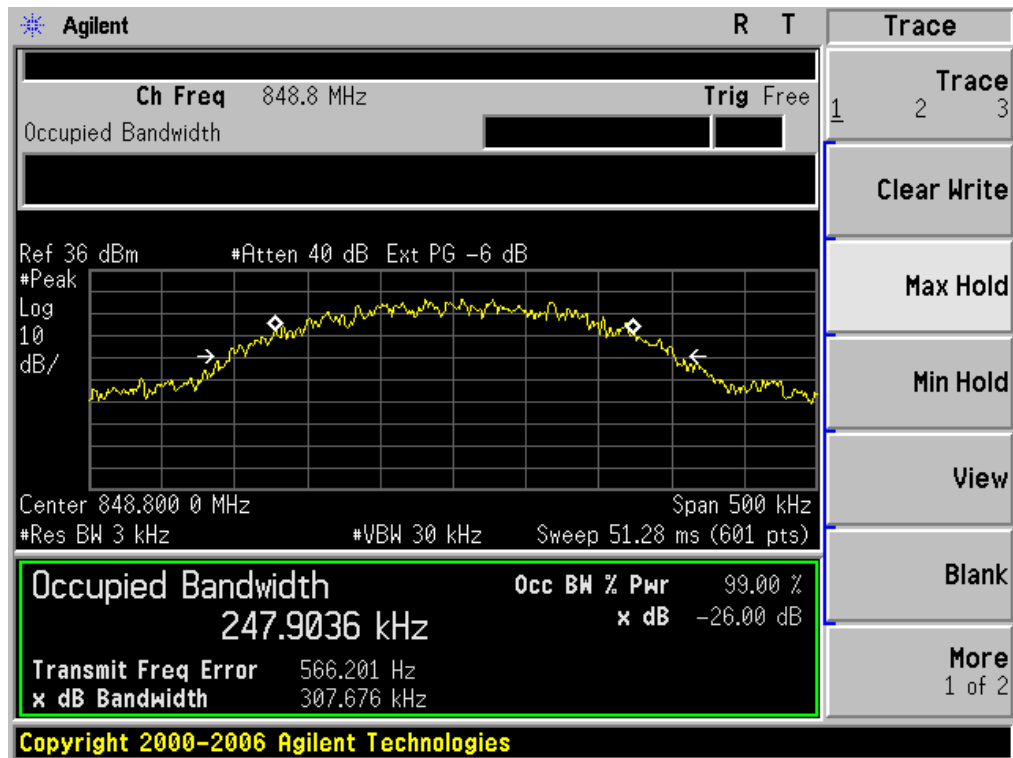 Agilent R T
Ch Freq 848.8 MHz Trig Free
Occupied Bandwidth
Ref 36 dBm #Atten 40 dB Ext PG -6 dB
#Peak
Log
10
dB/
Center 848.800 0 MHz Span 500 kHz
#Res BW 3 kHz #VBW 30 kHz Sweep 51.28 ms (601 pts)
Occupied Bandwidth Occ BW % Pwr 99.00 %
247.9036 kHz x dB -26.00 dB
Transmit Freq Error 566.201 Hz
x dB Bandwidth 307.676 kHz
Copyright 2000-2006 Agilent Technologies
Trace
Trace
1 2 3
Clear Write
Max Hold
Min Hold
View
Blank
More
1 of 2